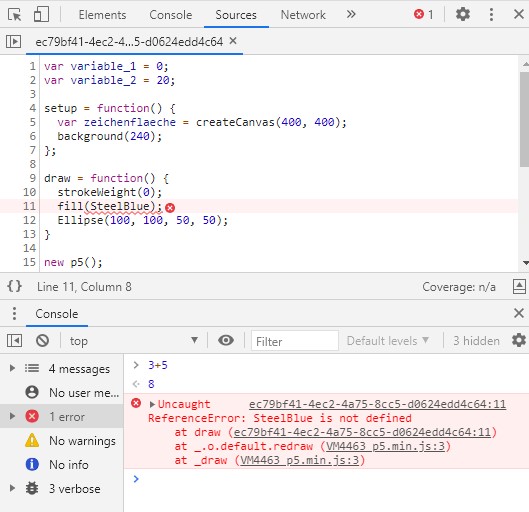 Elements Console Sources Network » 1
ec79bf41-4ec2-4...5-d0624edd4c64 ×
1 var variable_1 = 0;
2 var variable_2 = 20;
3
4 setup = function() {
5 var zeichenflaeche = createCanvas(400, 400);
6 background(240);
7 };
8
9 draw = function() {
10 strokeWeight(0);
11 fill(SteelBlue);
12 Ellipse(100, 100, 50, 50);
13 }
14
15 new p5();
{} Line 11, Column 8 Coverage: n/a
Console
top Filter Default levels 3 hidden
4 messages
No user me...
1 error
No warnings
No info
3 verbose
> 3+5
8
Uncaught ec79bf41-4ec2-4a75-8cc5-d0624edd4c64:11
ReferenceError: SteelBlue is not defined
at draw (ec79bf41-4ec2-4a75-8cc5-d0624edd4c64:11)
at _.o.default.redraw (VM4463 p5.min.js:3)
at _draw (VM4463 p5.min.js:3)
>